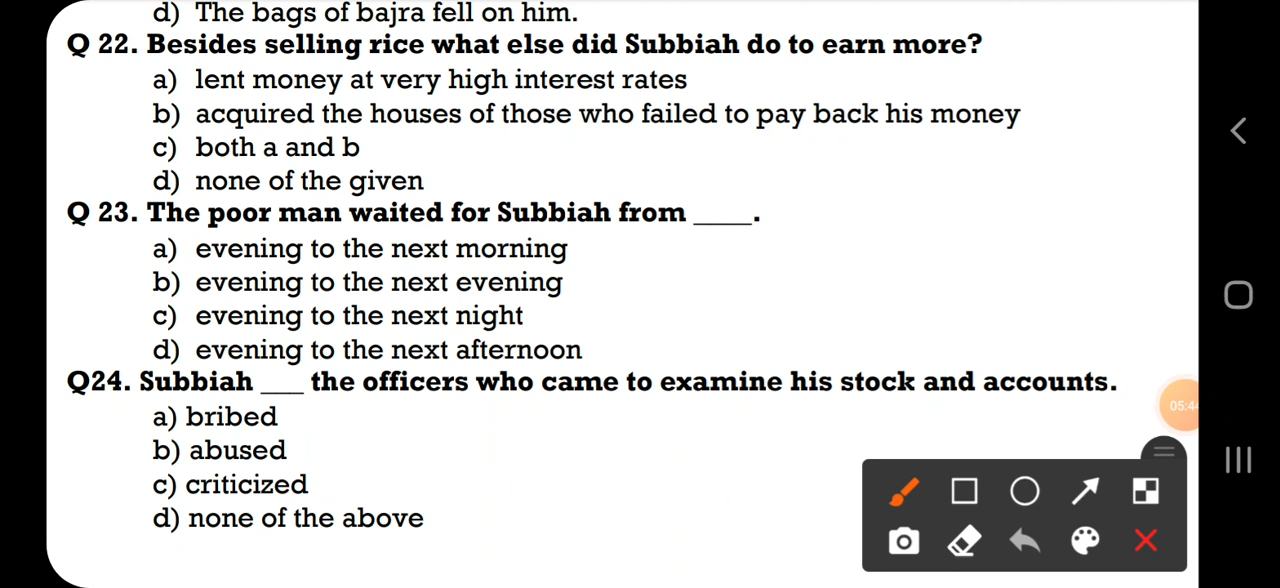 d) The bags of bajra fell on him.
Q 22. Besides selling rice what else did Subbiah do to earn more?
a) lent money at very high interest rates
b) acquired the houses of those who failed to pay back his money
c) both a and b
d) none of the given
Q 23. The poor man waited for Subbiah from ____.
a) evening to the next morning
b) evening to the next evening
c) evening to the next night
d) evening to the next afternoon
Q24. Subbiah ___ the officers who came to examine his stock and accounts.
a) bribed
b) abused
c) criticized
d) none of the above